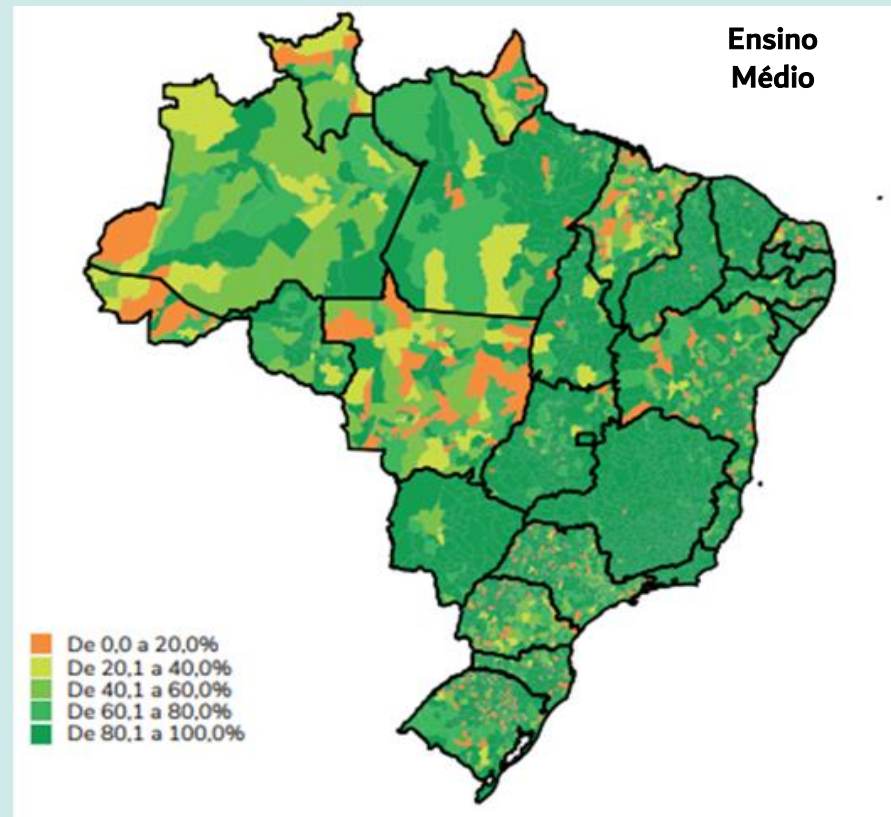 Ensino
Médio
De 0,0 a 20,0%
De 20,1 a 40,0%
De 40,1 a 60,0%
De 60,1 a 80,0%
De 80,1 a 100,0%